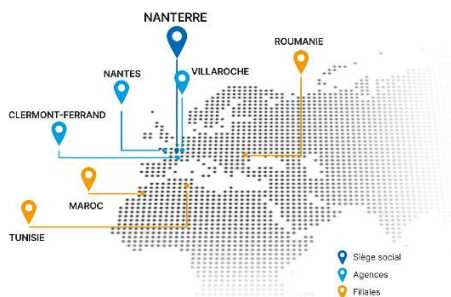 NANTERRE
ROUMANIE
NANTES
VILLAROCHE
CLERMONT-FERRAND
MAROC
TUNISIE
Siège social
Agences
Filiales